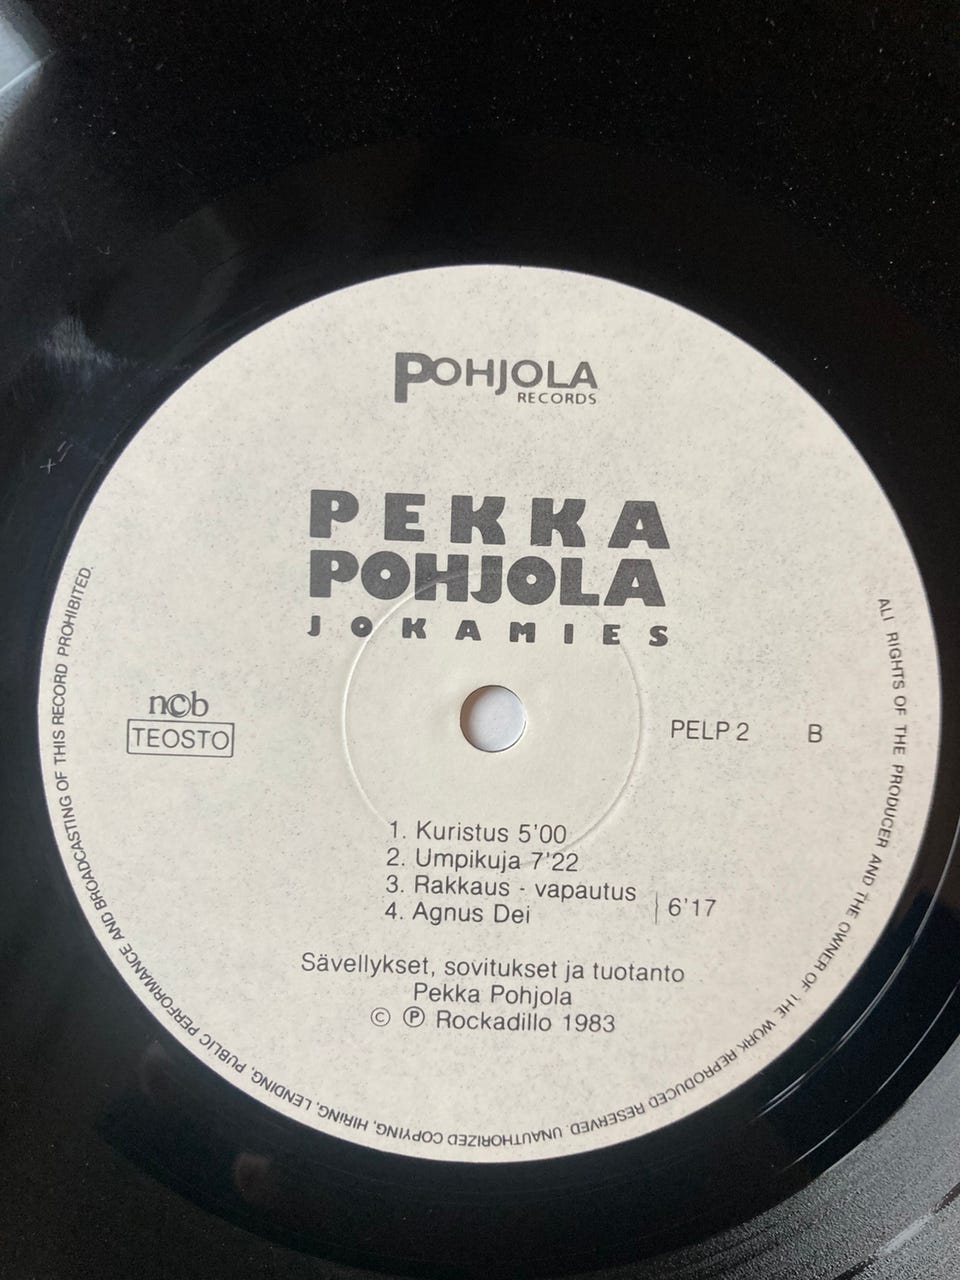 POHJOLA
RECORDS
PEKKA
POHJOLA
JOKAMIES
ncb
TEOSTO
PELP 2 B
1. Kuristus 5'00
2. Umpikuja 7'22
3. Rakkaus - vapautus
4. Agnus Dei
6'17
Sävellykset, sovitukset ja tuotanto
Pekka Pohjola
© ℗ Rockadillo 1983
ALL RIGHTS OF THE PRODUCER AND THE OWNER OF THE WORK REPRODUCED RESERVED. UNAUTHORIZED COPYING, HIRING, LENDING, PUBLIC PERFORMANCE AND BROADCASTING OF THIS RECORD PROHIBITED.